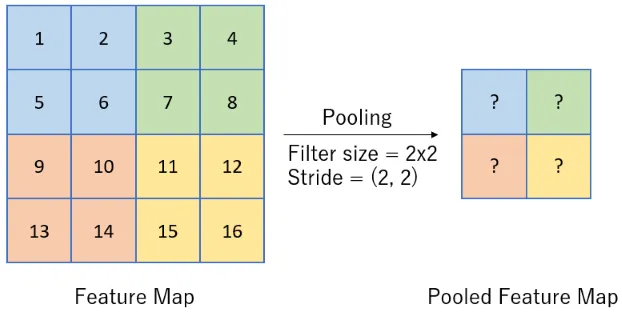 1 2 3 4
5 6 7 8
9 10 11 12
13 14 15 16
Pooling
Filter size = 2x2
Stride = (2, 2)
? ?
? ?
Feature Map
Pooled Feature Map